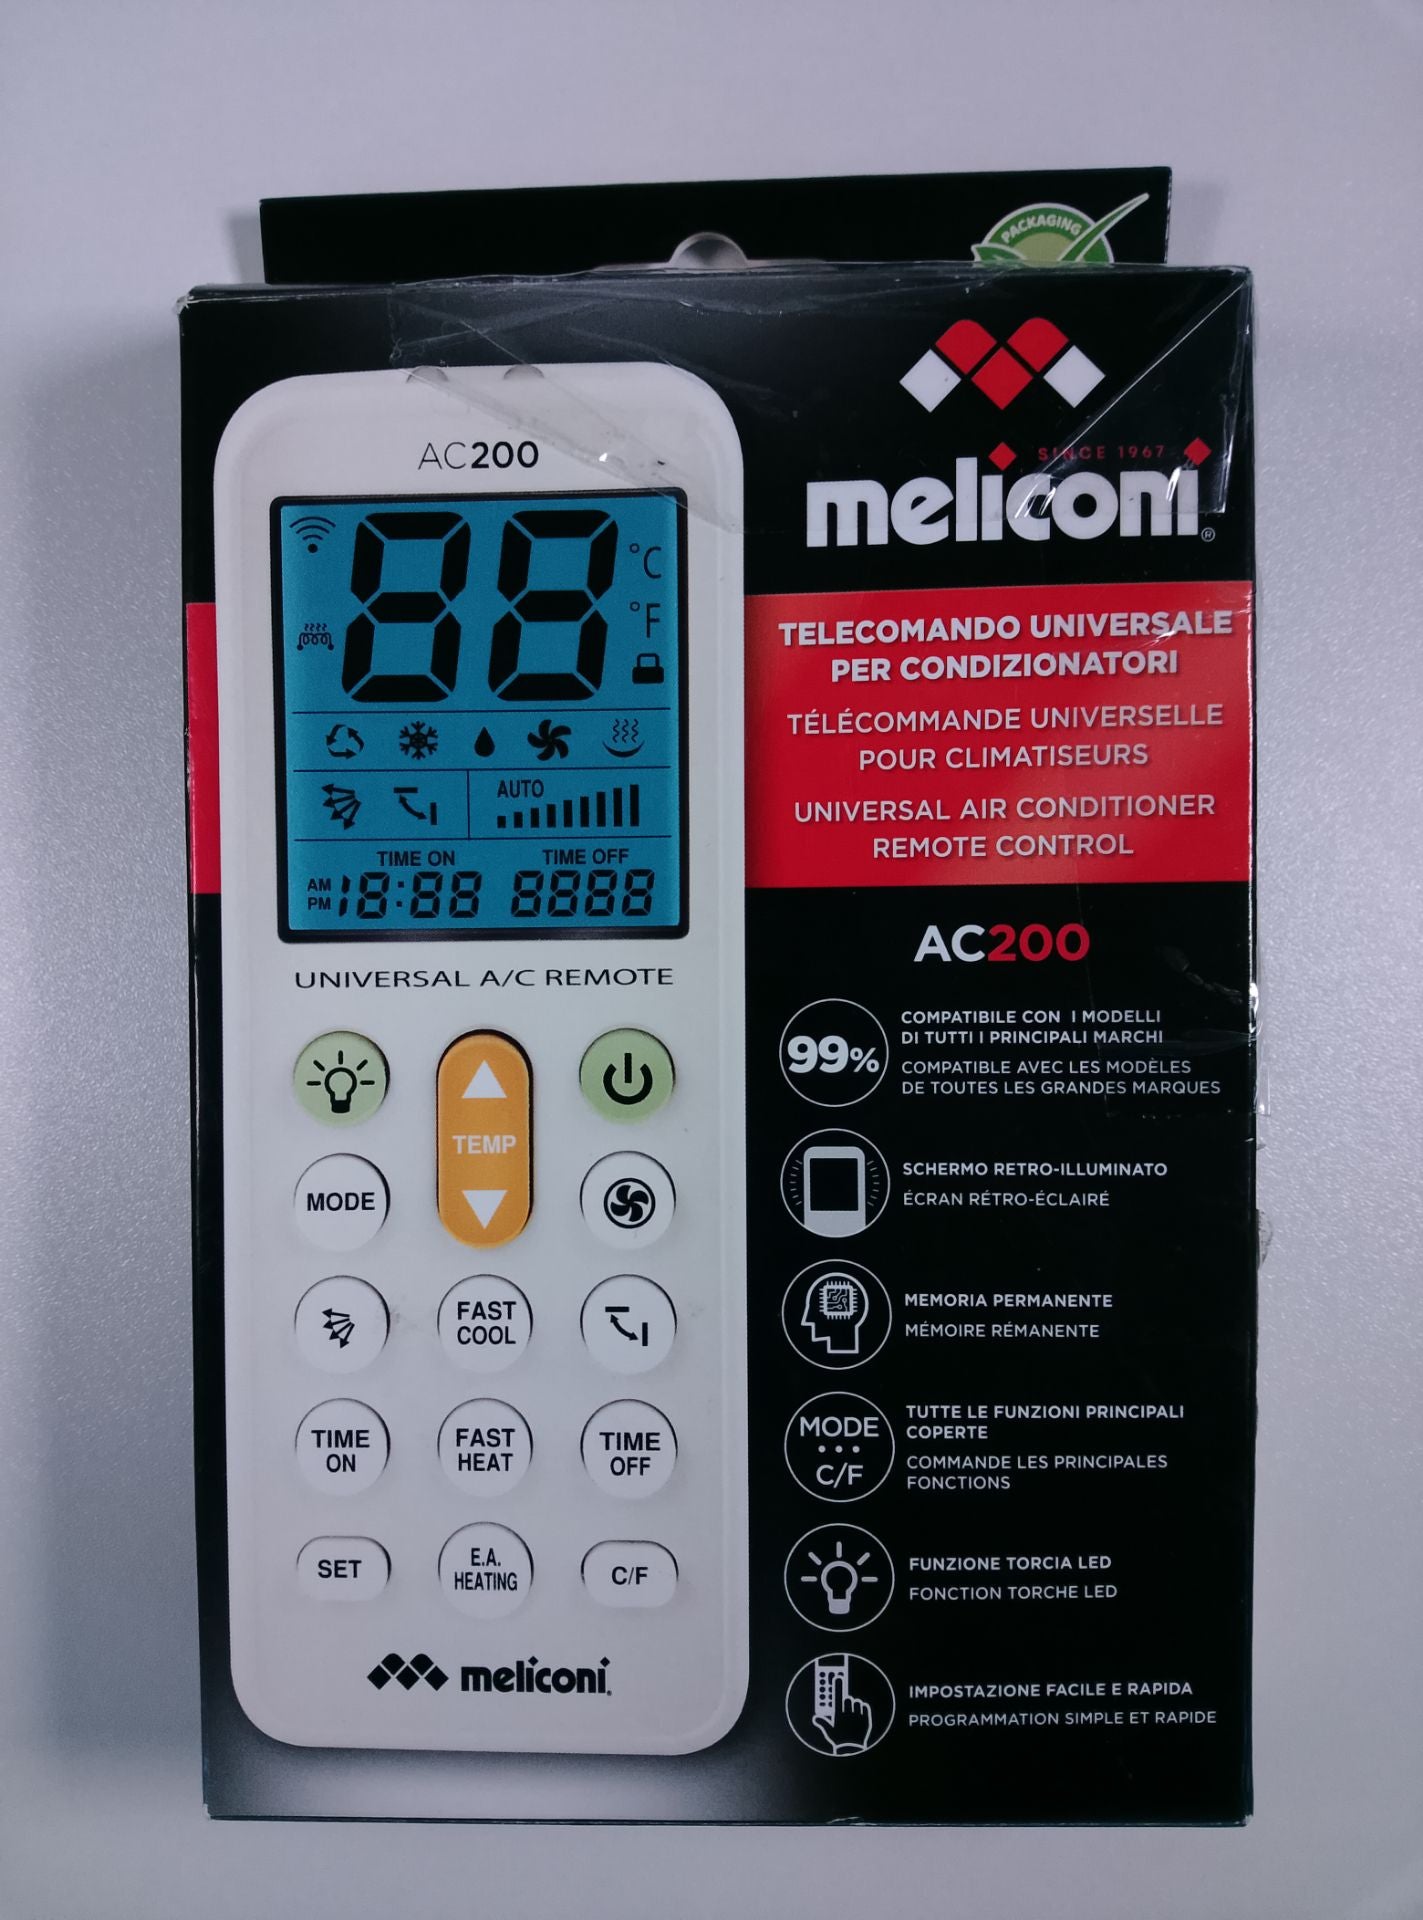 PACKAGING
SINCE 1967
meliconi®
TELECOMANDO UNIVERSALE
PER CONDIZIONATORI
TÉLÉCOMMANDE UNIVERSELLE
POUR CLIMATISEURS
UNIVERSAL AIR CONDITIONER
REMOTE CONTROL
AC200
99%
COMPATIBILE CON I MODELLI
DI TUTTI I PRINCIPALI MARCHI
COMPATIBLE AVEC LES MODÈLES
DE TOUTES LES GRANDES MARQUES
SCHERMO RETRO-ILLUMINATO
ÉCRAN RÉTRO-ÉCLAIRÉ
MEMORIA PERMANENTE
MÉMOIRE RÉMANENTE
MODE
C/F
TUTTE LE FUNZIONI PRINCIPALI
COPERTE
COMMANDE LES PRINCIPALES
FONCTIONS
FUNZIONE TORCIA LED
FONCTION TORCHE LED
IMPOSTAZIONE FACILE E RAPIDA
PROGRAMMATION SIMPLE ET RAPIDE
AC200
88 °C
°F
AUTO
TIME ON TIME OFF
AM
PM 18:88 8888
UNIVERSAL A/C REMOTE
TEMP
MODE
FAST
COOL
TIME
ON
FAST
HEAT
TIME
OFF
SET
E.A.
HEATING
C/F
meliconi